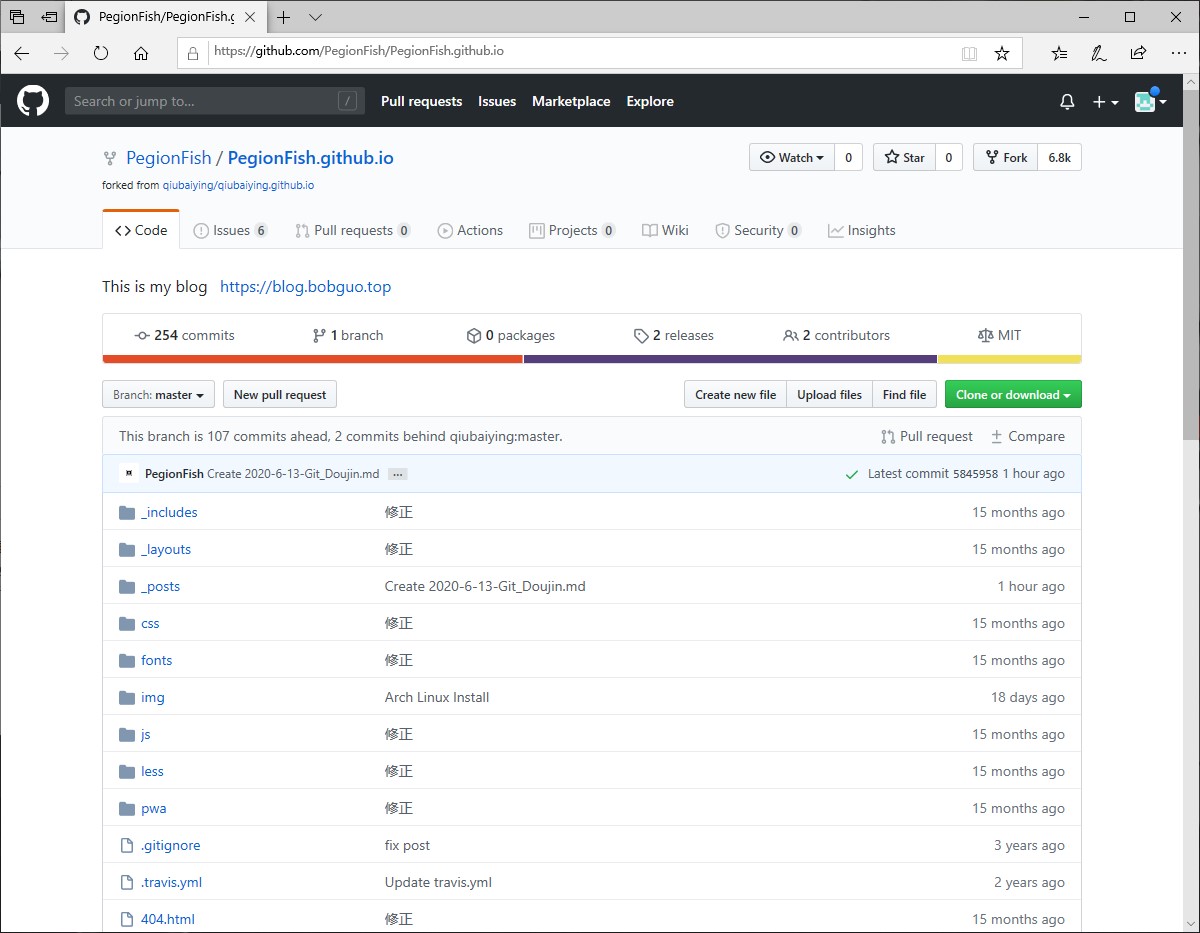 PegionFish/PegionFish.g
https://github.com/PegionFish/PegionFish.github.io
Search or jump to... / Pull requests Issues Marketplace Explore
PegionFish / PegionFish.github.io Watch 0 Star 0 Fork 6.8k
forked from qiubaiying/qiubaiying.github.io
Code Issues 6 Pull requests 0 Actions Projects 0 Wiki Security 0 Insights
This is my blog https://blog.bobguo.top
254 commits 1 branch 0 packages 2 releases 2 contributors MIT
Branch: master New pull request Create new file Upload files Find file Clone or download
This branch is 107 commits ahead, 2 commits behind qiubaiying:master. Pull request Compare
PegionFish Create 2020-6-13-Git_Doujin.md ... Latest commit 5845958 1 hour ago
_includes 修正 15 months ago
_layouts 修正 15 months ago
_posts Create 2020-6-13-Git_Doujin.md 1 hour ago
css 修正 15 months ago
fonts 修正 15 months ago
img Arch Linux Install 18 days ago
js 修正 15 months ago
less 修正 15 months ago
pwa 修正 15 months ago
.gitignore fix post 3 years ago
.travis.yml Update travis.yml 2 years ago
404.html 修正 15 months ago